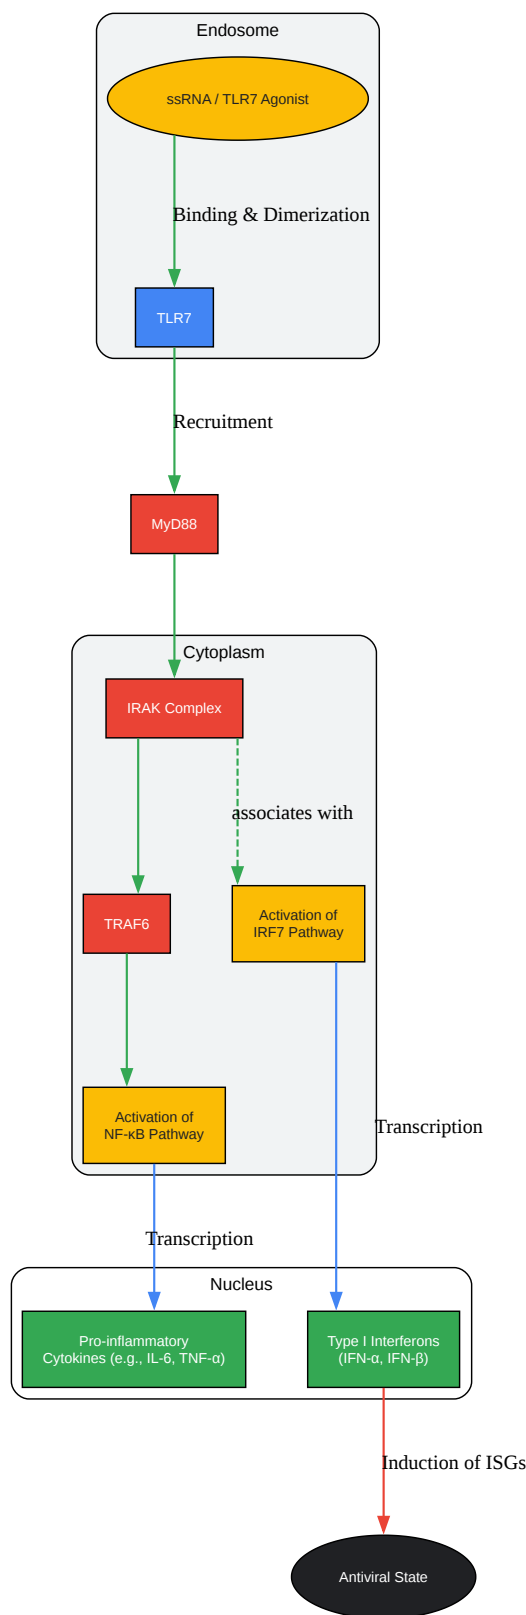 Endosome
ssRNA / TLR7 Agonist
Binding & Dimerization
TLR7
Recruitment
MyD88
Cytoplasm
IRAK Complex
associates with
TRAF6
Activation of
IRF7 Pathway
Activation of
NF-κB Pathway
Transcription
Transcription
Nucleus
Pro-inflammatory
Cytokines (e.g., IL-6, TNF-α)
Type I Interferons
(IFN-α, IFN-β)
Induction of ISGs
Antiviral State